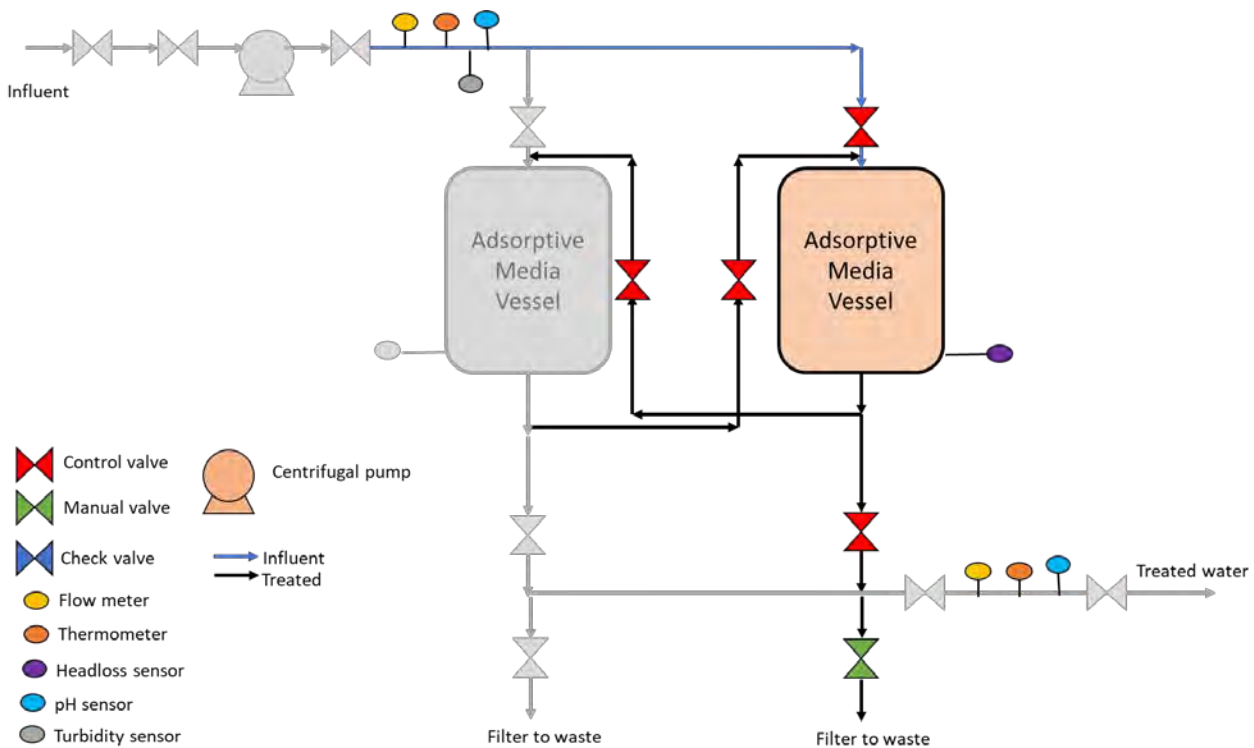 Influent
Adsorptive
Media
Vessel
Adsorptive
Media
Vessel
Control valve
Manual valve
Check valve
Flow meter
Thermometer
Headloss sensor
pH sensor
Turbidity sensor
Centrifugal pump
Influent
Treated
Treated water
Filter to waste
Filter to waste